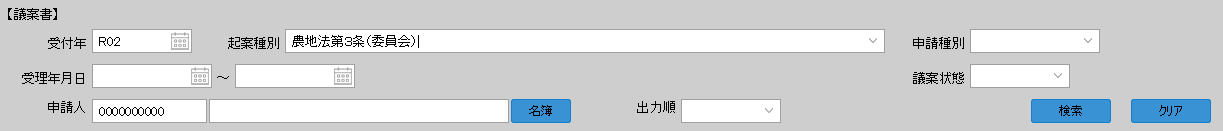 【議案書】
受付年 R02 起案種別 農地法第3条(委員会) 申請種別
受理年月日 ～ 議案状態
申請人 0000000000 名簿 出力順 検索 クリア